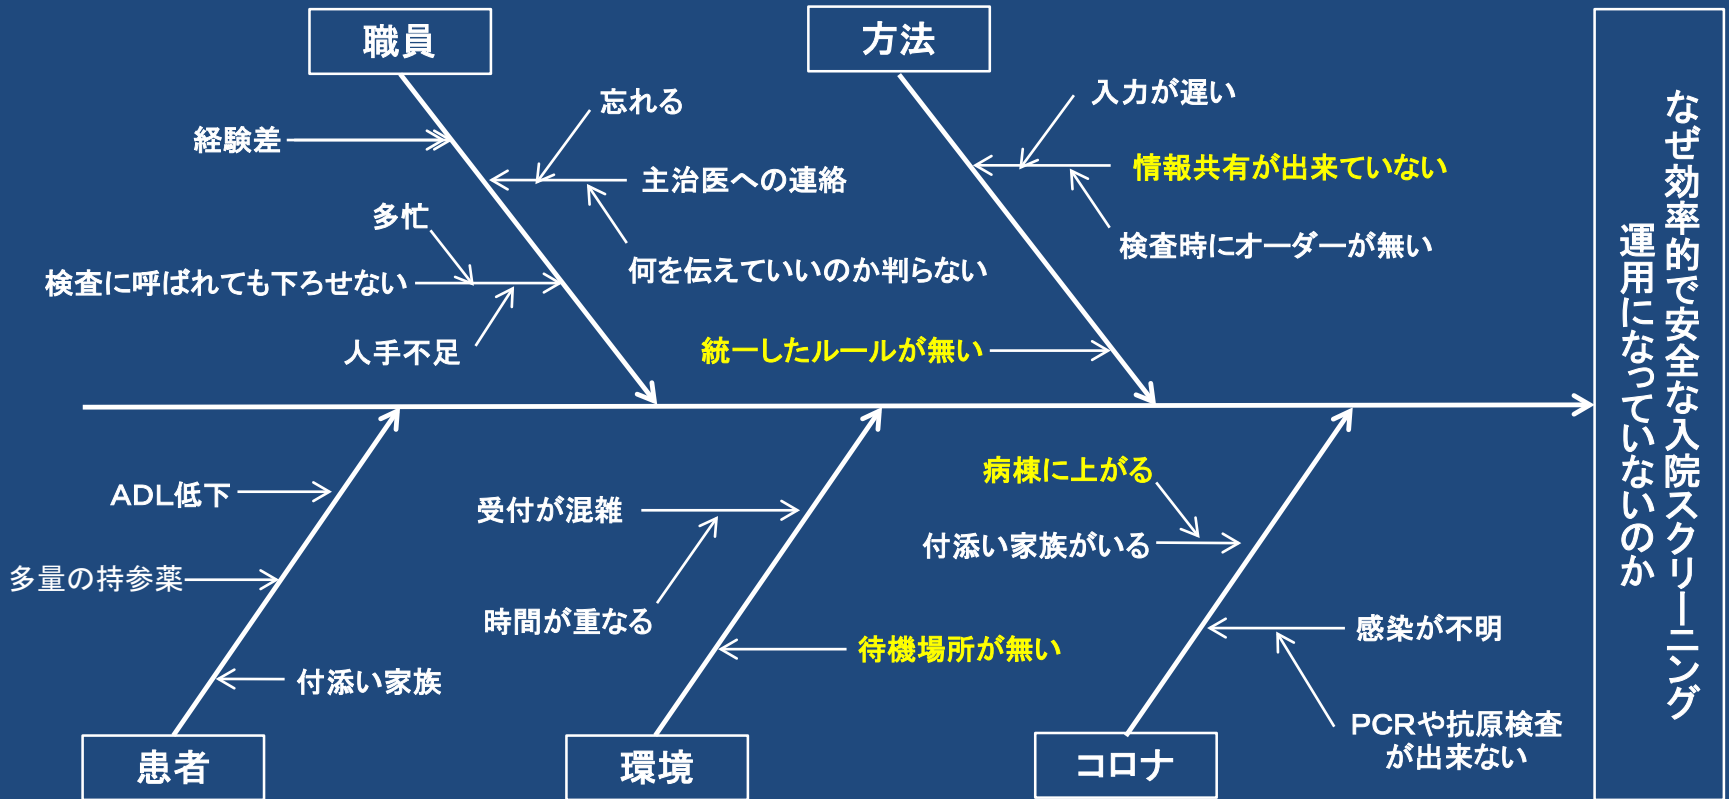 職員
方法
忘れる
入力が遅い
経験差
主治医への連絡
情報共有が出来ていない
多忙
検査時にオーダーが無い
検査に呼ばれても下ろせない
何を伝えていいのか判らない
人手不足
統一したルールが無い
なぜ効率的で安全な入院スクリーニング
運用になっていないのか
病棟に上がる
ADL低下
受付が混雑
付添い家族がいる
多量の持参薬
時間が重なる
感染が不明
待機場所が無い
付添い家族
PCRや抗原検査
が出来ない
患者
環境
コロナ